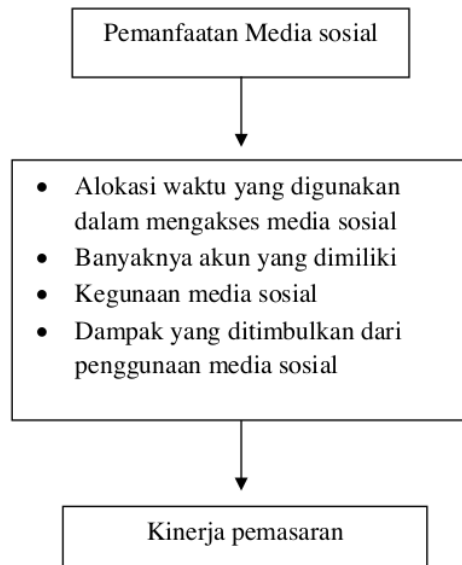 Pemanfaatan Media sosial
• Alokasi waktu yang digunakan
dalam mengakses media sosial
• Banyaknya akun yang dimiliki
• Kegunaan media sosial
• Dampak yang ditimbulkan dari
penggunaan media sosial
Kinerja pemasaran